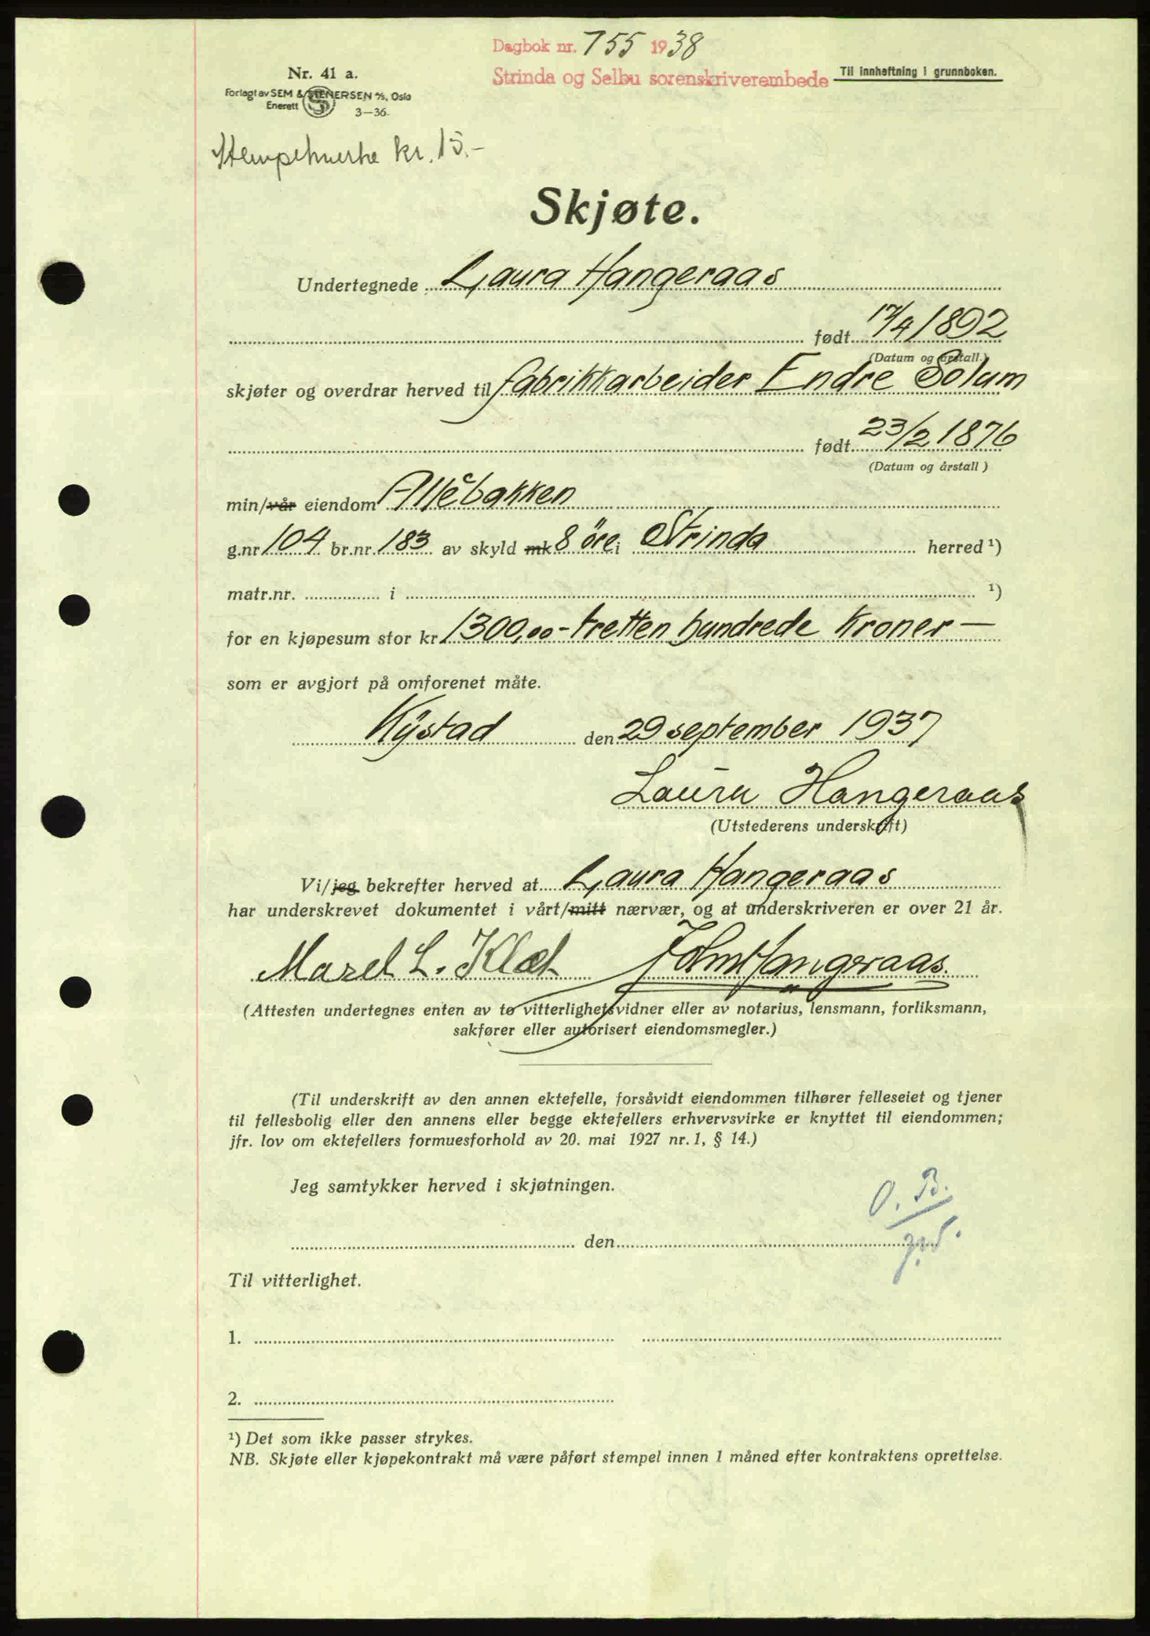 Dagbok nr. 755 1938
Strinda og Selbu sorenskriverembede
Til innheftning i grunnboken.
Nr. 41 a.
Forlagt av SEM & STENERSEN A/S, Oslo
Enerett 3—36.
Stempelmerke kr. 15.-
Skjøte.
Undertegnede Laura Hangeraas
født 17/4 1892
(Datum og årstall.)
skjøter og overdrar herved til fabrikkarbeider Endre Solum
født 23/2 1876
(Datum og årstall)
min/vår eiendom Allèbakken
g.nr 104 br.nr. 183 av skyld mk 8 öre i Strinda herred ¹)
matr.nr. i ¹)
for en kjøpesum stor kr 1300,00 - tretten hundrede Kroner —
som er avgjort på omforenet måte.
Kystad den 29 september 1937
Laura Hangeraas
(Utstederens underskrift)
Vi/jeg bekrefter herved at Laura Hangeraas
har underskrevet dokumentet i vårt/mitt nærvær, og at underskriveren er over 21 år.
L. Hangeraas.
(Attesten undertegnes enten av to vitterlighetsvidner eller av notarius, lensmann, forliksmann,
sakfører eller autorisert eiendomsmegler.)
(Til underskrift av den annen ektefelle, forsåvidt eiendommen tilhører felleseiet og tjener
til fellesbolig eller den annens eller begge ektefellers erhvervsvirke er knyttet til eiendommen;
jfr. lov om ektefellers formuesforhold av 20. mai 1927 nr. 1, § 14.)
Jeg samtykker herved i skjøtningen.
O. B.
den
Til vitterlighet.
1.
2.
¹) Det som ikke passer strykes.
NB. Skjøte eller kjøpekontrakt må være påført stempel innen 1 måned efter kontraktens oprettelse.